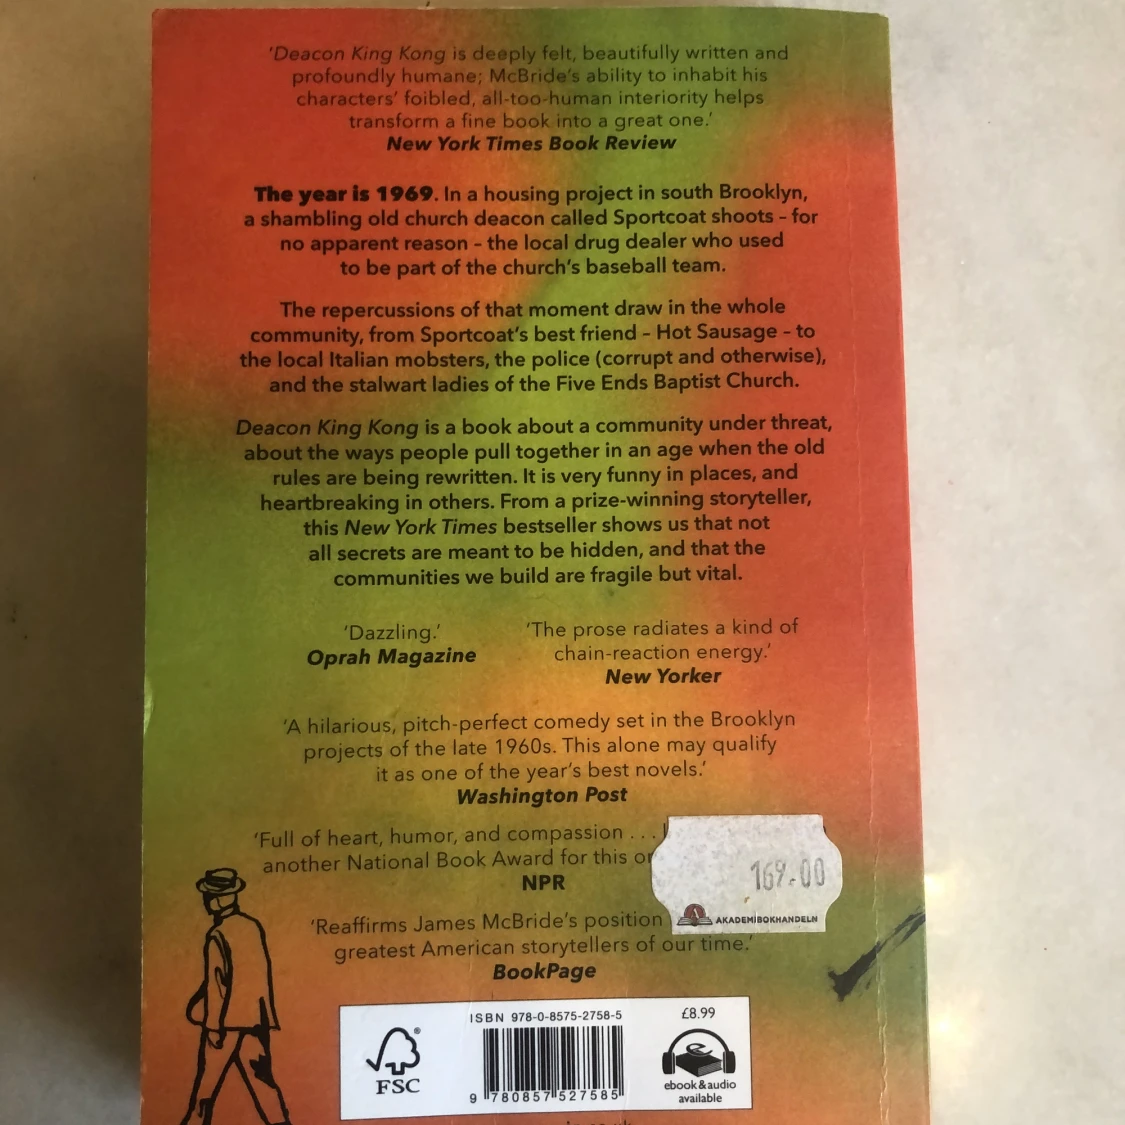 'Deacon King Kong is deeply felt, beautifully written and
profoundly humane; McBride's ability to inhabit his
characters' foibled, all-too-human interiority helps
transform a fine book into a great one.'
New York Times Book Review
The year is 1969. In a housing project in south Brooklyn,
a shambling old church deacon called Sportcoat shoots – for
no apparent reason – the local drug dealer who used
to be part of the church's baseball team.
The repercussions of that moment draw in the whole
community, from Sportcoat's best friend – Hot Sausage – to
the local Italian mobsters, the police (corrupt and otherwise),
and the stalwart ladies of the Five Ends Baptist Church.
Deacon King Kong is a book about a community under threat,
about the ways people pull together in an age when the old
rules are being rewritten. It is very funny in places, and
heartbreaking in others. From a prize-winning storyteller,
this New York Times bestseller shows us that not
all secrets are meant to be hidden, and that the
communities we build are fragile but vital.
'Dazzling.'
Oprah Magazine
'The prose radiates a kind of
chain-reaction energy.'
New Yorker
'A hilarious, pitch-perfect comedy set in the Brooklyn
projects of the late 1960s. This alone may qualify
it as one of the year's best novels.'
Washington Post
'Full of heart, humor, and compassion . . .
another National Book Award for this
NPR
169.00
AKADEMIBOKHANDELN
'Reaffirms James McBride's position
greatest American storytellers of our time.'
BookPage
FSC®
ISBN 978-0-8575-2758-5
9 780857 527585
£8.99
e
ebook & audio
available